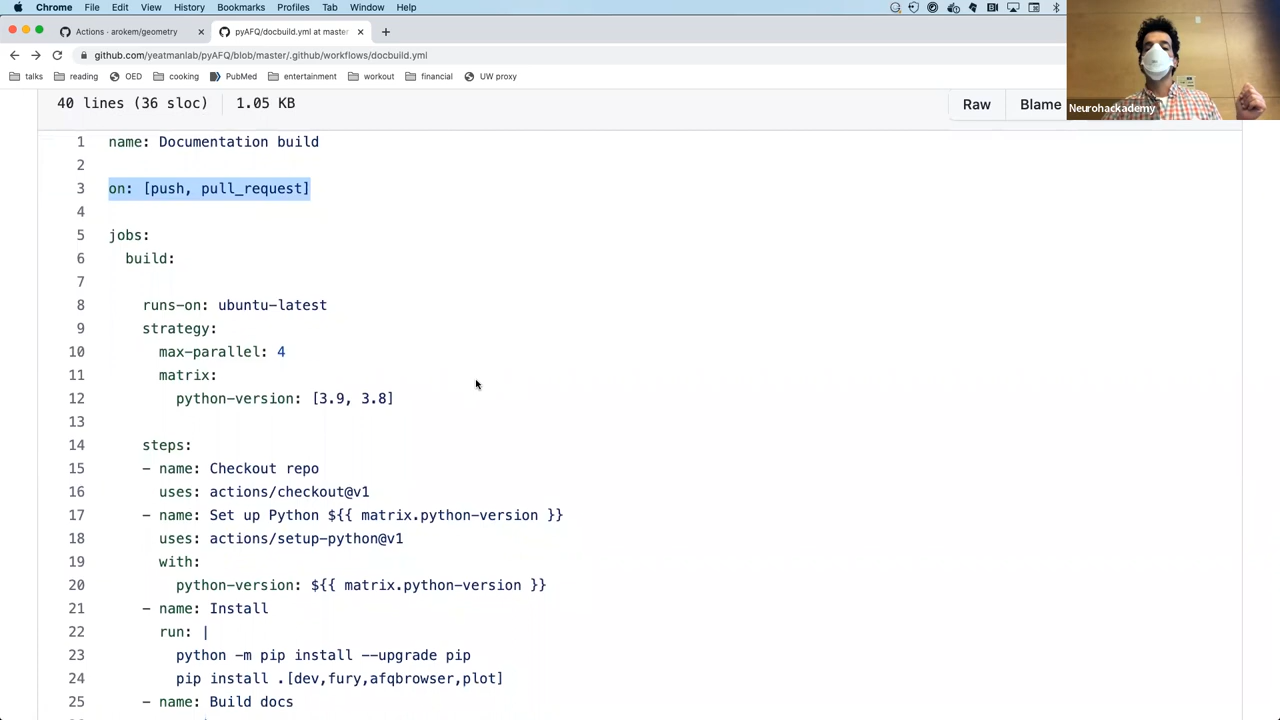 Chrome File Edit View History Bookmarks Profiles Tab Window Help
Actions · arokem/geometry
pyAFQ/docbuild.yml at master
github.com/yeatmanlab/pyAFQ/blob/master/.github/workflows/docbuild.yml
talks reading OED cooking PubMed entertainment workout financial UW proxy
Neurohackademy
40 lines (36 sloc) 1.05 KB Raw Blame
1 name: Documentation build
2
3 on: [push, pull_request]
4
5 jobs:
6 build:
7
8 runs-on: ubuntu-latest
9 strategy:
10 max-parallel: 4
11 matrix:
12 python-version: [3.9, 3.8]
13
14 steps:
15 - name: Checkout repo
16 uses: actions/checkout@v1
17 - name: Set up Python ${{ matrix.python-version }}
18 uses: actions/setup-python@v1
19 with:
20 python-version: ${{ matrix.python-version }}
21 - name: Install
22 run: |
23 python -m pip install --upgrade pip
24 pip install .[dev,fury,afqbrowser,plot]
25 - name: Build docs